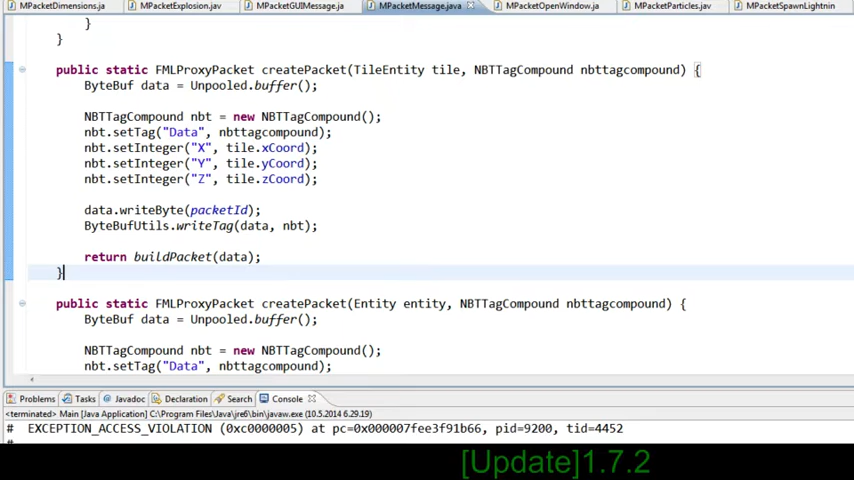 MPacketDimensions.ja MPacketExplosion.jav MPacketGUIMessage.ja MPacketMessage.java MPacketOpenWindow.ja MPacketParticles.jav MPacketSpawnLightnin
}
}
public static FMLProxyPacket createPacket(TileEntity tile, NBTTagCompound nbttagcompound) {
ByteBuf data = Unpooled.buffer();
NBTTagCompound nbt = new NBTTagCompound();
nbt.setTag("Data", nbttagcompound);
nbt.setInteger("X", tile.xCoord);
nbt.setInteger("Y", tile.yCoord);
nbt.setInteger("Z", tile.zCoord);
data.writeByte(packetId);
ByteBufUtils.writeTag(data, nbt);
return buildPacket(data);
}
public static FMLProxyPacket createPacket(Entity entity, NBTTagCompound nbttagcompound) {
ByteBuf data = Unpooled.buffer();
NBTTagCompound nbt = new NBTTagCompound();
nbt.setTag("Data", nbttagcompound);
Problems Tasks @ Javadoc Declaration Search Console
<terminated> Main [Java Application] C:\Program Files\Java\jre6\bin\javaw.exe (10.5.2014 6.29.19)
#  EXCEPTION_ACCESS_VIOLATION (0xc0000005) at pc=0x000007fee3f91b66, pid=9200, tid=4452
#
[Update]1.7.2